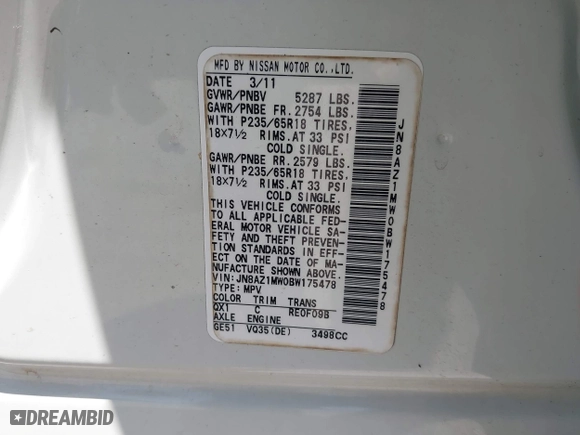 MFD BY NISSAN MOTOR CO.,LTD.
DATE 3/11
GVWR/PNBV 5287 LBS.
GAWR/PNBE FR. 2754 LBS.
WITH P235/65R18 TIRES.
18X7½ RIMS. AT 33 PSI
COLD SINGLE.
GAWR/PNBE RR. 2579 LBS.
WITH P235/65R18 TIRES.
18X7½ RIMS. AT 33 PSI
COLD SINGLE.
THIS VEHICLE CONFORMS
TO ALL APPLICABLE FED-
ERAL MOTOR VEHICLE SA-
FETY AND THEFT PREVEN-
TION STANDARDS IN EFF-
ECT ON THE DATE OF MA-
NUFACTURE SHOWN ABOVE.
VIN: JN8AZ1MW0BW175478
TYPE: MPV
COLOR TRIM TRANS
QX1 C RE0F09B
AXLE ENGINE
GE51 VQ35(DE) 3498CC
JN8AZ1MW0BW175478
DREAMBID